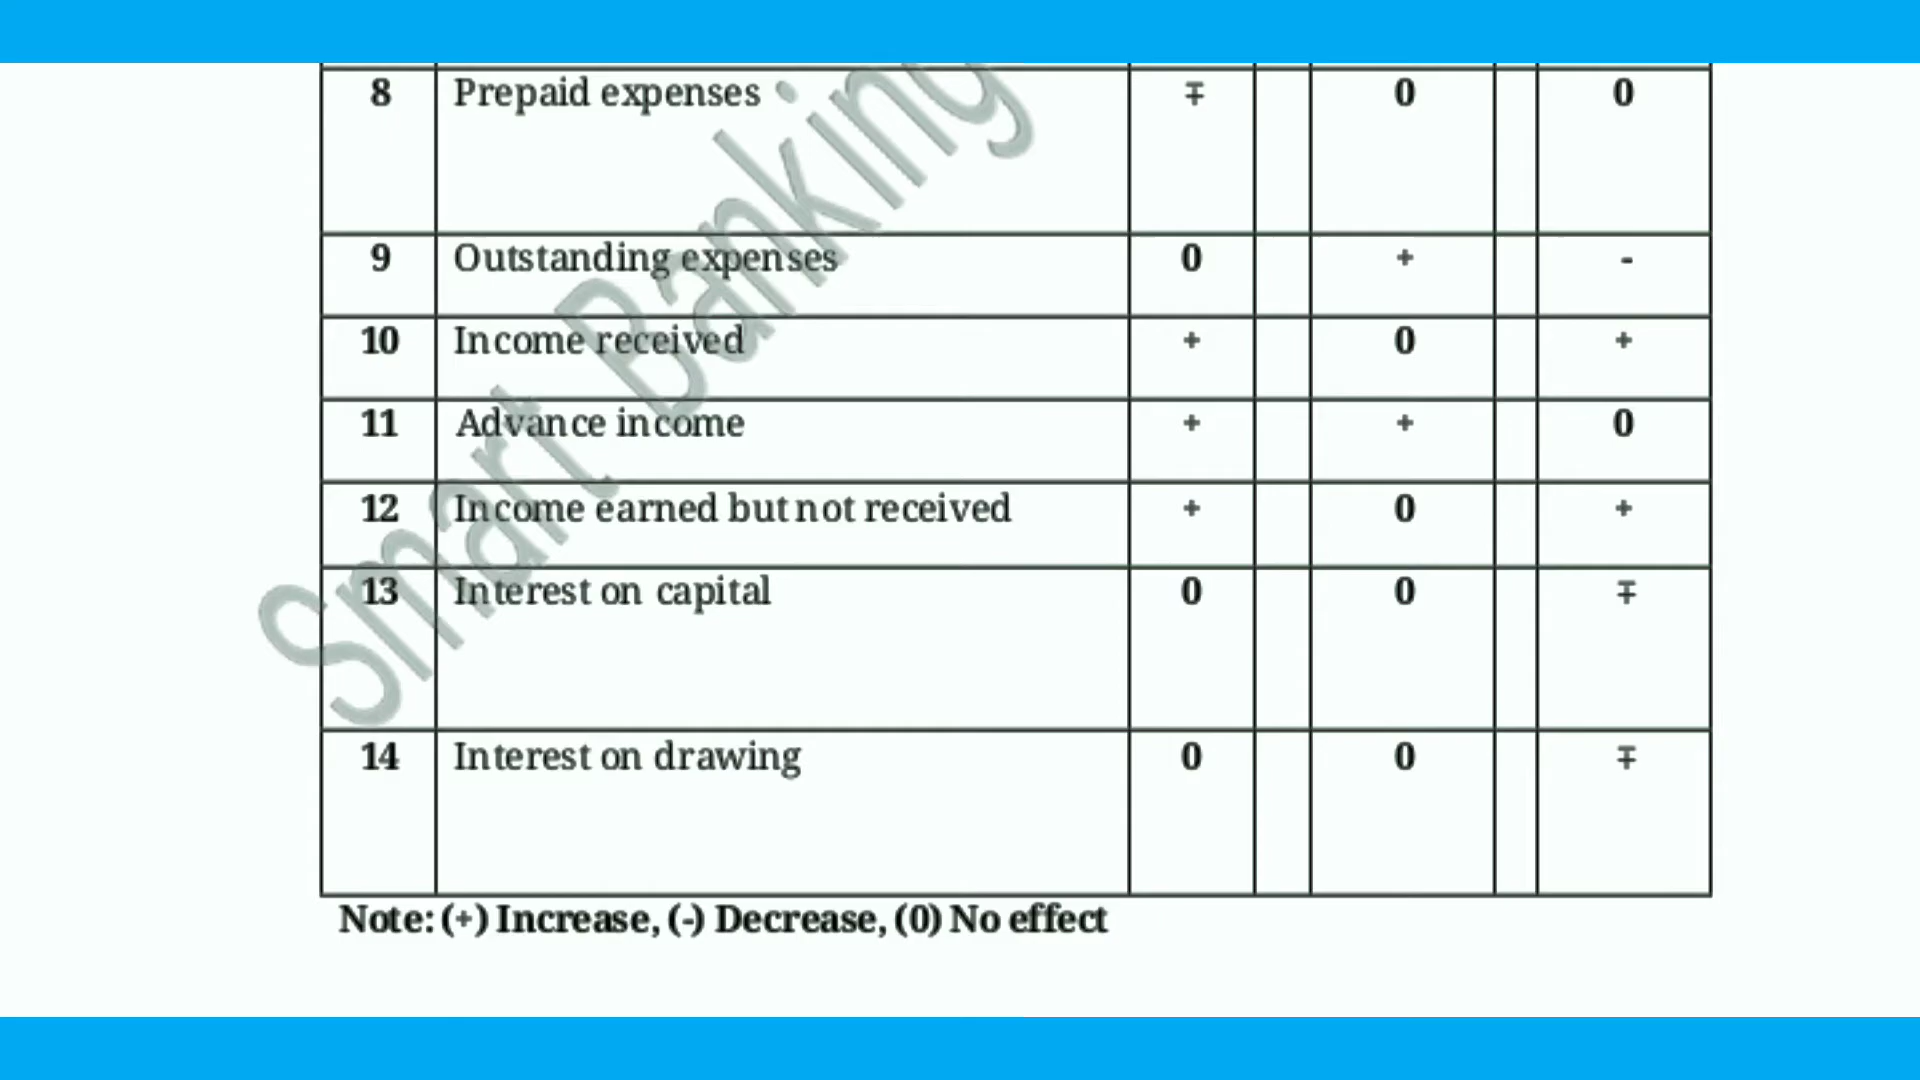 8 Prepaid expenses ∓ 0 0
9 Outstanding expenses 0 + -
10 Income received + 0 +
11 Advance income + + 0
12 Income earned but not received + 0 +
13 Interest on capital 0 0 ∓
14 Interest on drawing 0 0 ∓
Note: (+) Increase, (-) Decrease, (0) No effect
Smart Banking